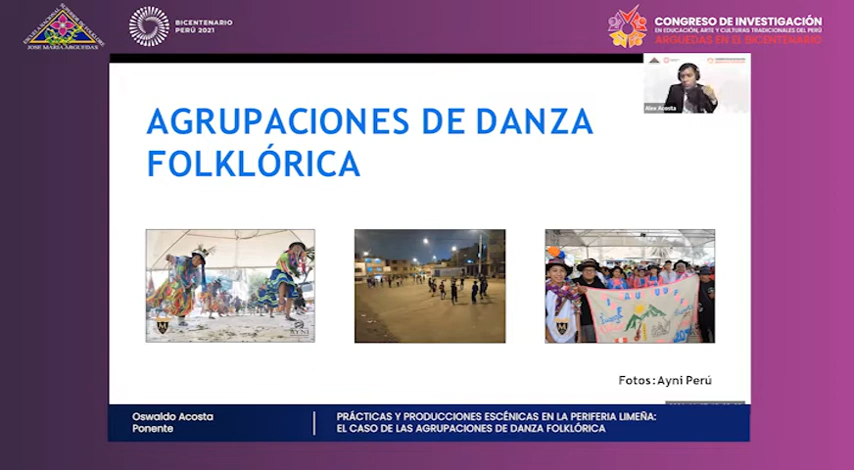 ESCUELA NACIONAL SUPERIOR DE FOLKLORE
JOSÉ MARÍA ARGUEDAS
BICENTENARIO
PERÚ 2021
CONGRESO DE INVESTIGACIÓN
EN EDUCACIÓN, ARTE Y CULTURAS TRADICIONALES DEL PERÚ
ARGUEDAS EN EL BICENTENARIO
Alex Acosta
AGRUPACIONES DE DANZA
FOLKLÓRICA
Fotos: Ayni Perú
Oswaldo Acosta
Ponente
PRÁCTICAS Y PRODUCCIONES ESCÉNICAS EN LA PERIFERIA LIMEÑA:
EL CASO DE LAS AGRUPACIONES DE DANZA FOLKLÓRICA